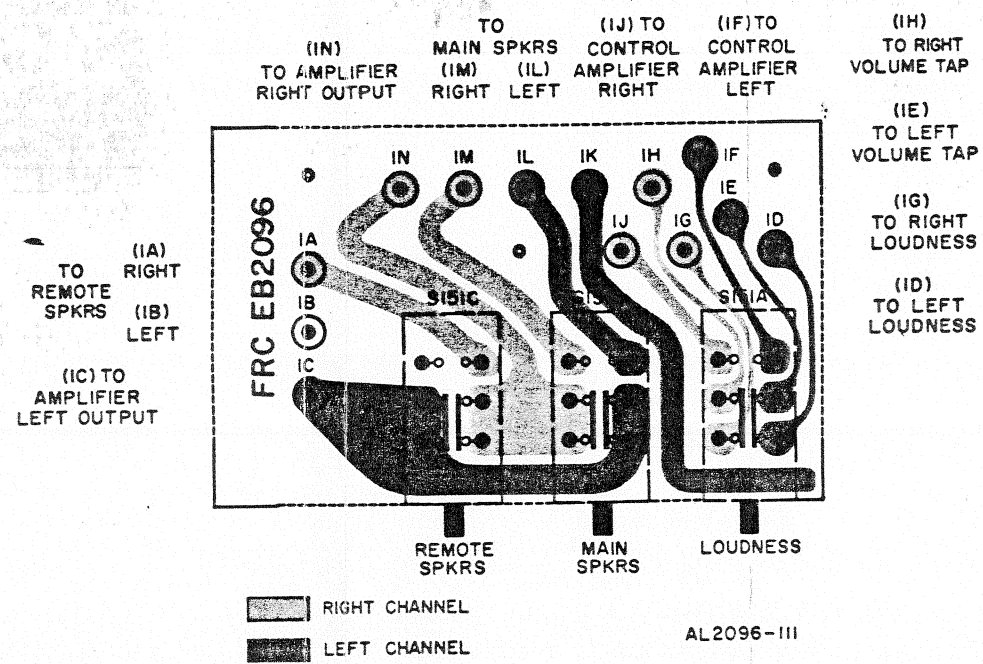 (IN)
TO AMPLIFIER
RIGHT OUTPUT
TO
MAIN SPKRS
(IM) (IL)
RIGHT LEFT
(IJ) TO
CONTROL
AMPLIFIER
RIGHT
(IF) TO
CONTROL
AMPLIFIER
LEFT
(IH)
TO RIGHT
VOLUME TAP
(IE)
TO LEFT
VOLUME TAP
(IG)
TO RIGHT
LOUDNESS
(ID)
TO LEFT
LOUDNESS
TO
REMOTE
SPKRS
(IA)
RIGHT
(IB)
LEFT
(IC) TO
AMPLIFIER
LEFT OUTPUT
FRC EB2096
IN
IM
IL
IK
IH
IF
IE
ID
IJ
IG
IA
IB
IC
S151C
S15
S151A
REMOTE
SPKRS
MAIN
SPKRS
LOUDNESS
RIGHT CHANNEL
LEFT CHANNEL
AL2096-III